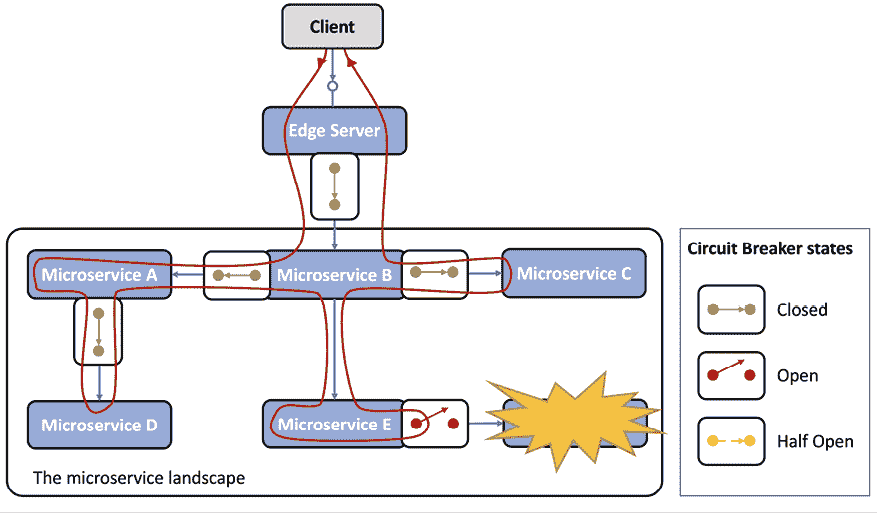 Client
Edge Server
Microservice A
Microservice B
Microservice C
Microservice D
Microservice E
The microservice landscape
Circuit Breaker states
Closed
Open
Half Open